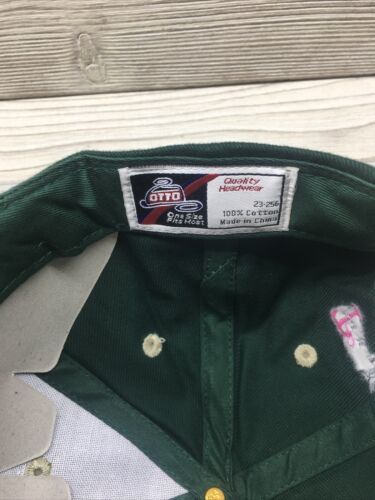 OTTO
One Size
Fits Most
Quality
Headwear
23-256
100% Cotton
Made in China